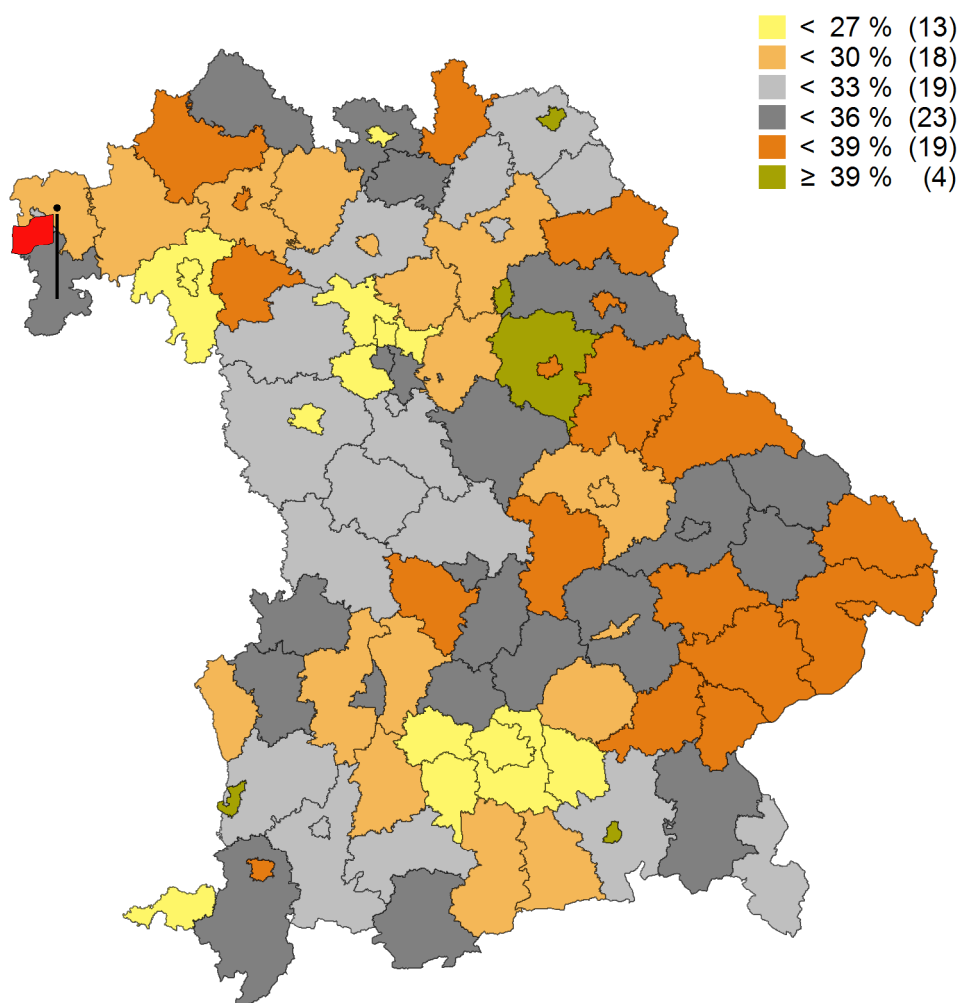 < 27 % (13)
< 30 % (18)
< 33 % (19)
< 36 % (23)
< 39 % (19)
≥ 39 % (4)